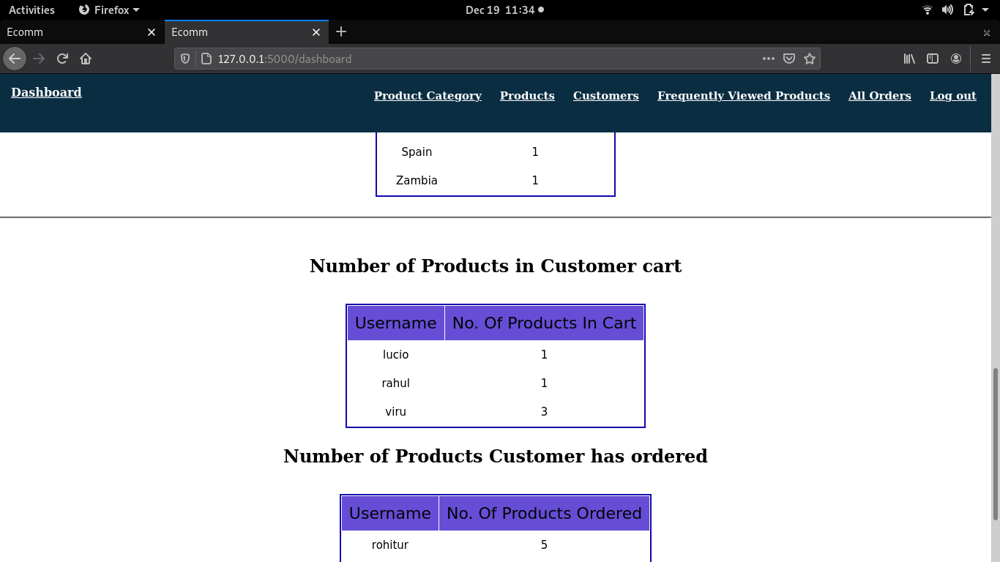 Activities Firefox Dec 19 11:34
Ecomm Ecomm
127.0.0.1:5000/dashboard
Dashboard Product Category Products Customers Frequently Viewed Products All Orders Log out
Spain 1
Zambia 1
Number of Products in Customer cart
Username No. Of Products In Cart
lucio 1
rahul 1
viru 3
Number of Products Customer has ordered
Username No. Of Products Ordered
rohitur 5